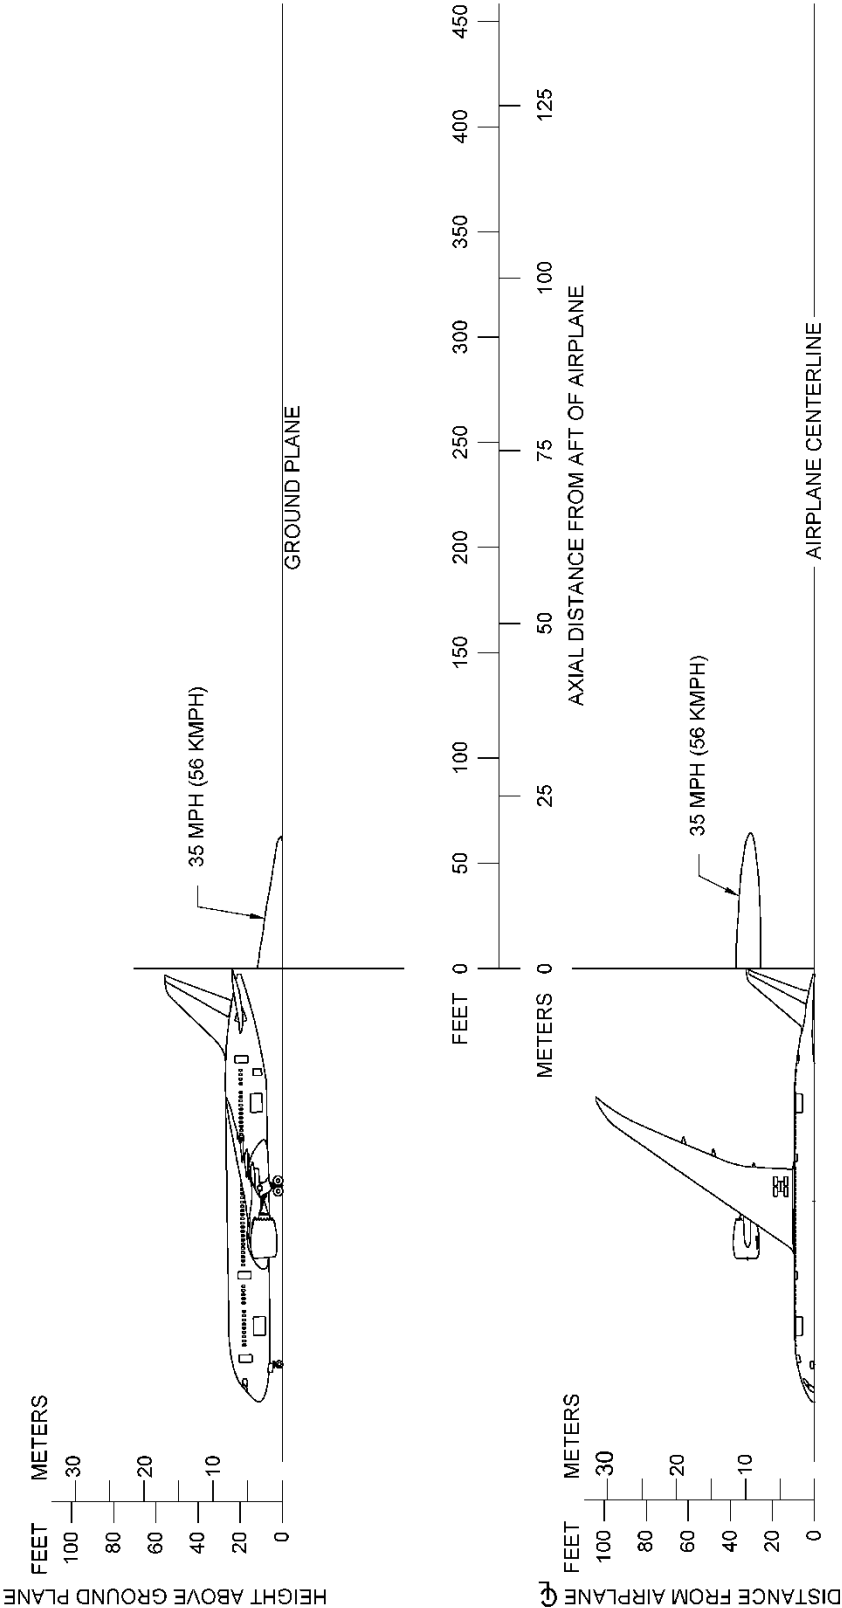 HEIGHT ABOVE GROUND PLANE
FEET
0
20
40
60
80
100
METERS
10
20
30
35 MPH (56 KMPH)
GROUND PLANE
FEET
0
50
100
150
200
250
300
350
400
450
METERS
0
25
50
75
100
125
AXIAL DISTANCE FROM AFT OF AIRPLANE
DISTANCE FROM AIRPLANE ℄
FEET
0
20
40
60
80
100
METERS
10
20
30
35 MPH (56 KMPH)
AIRPLANE CENTERLINE